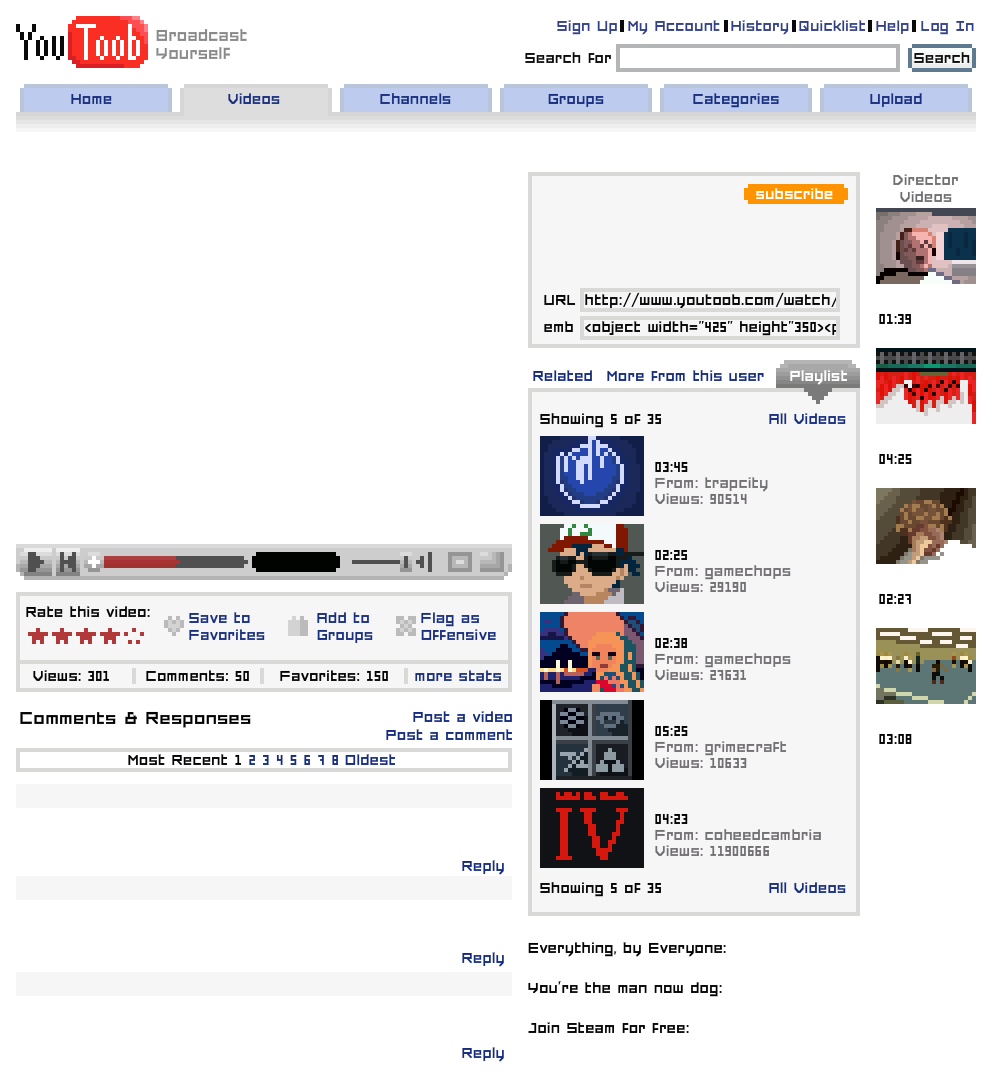 YouToob Broadcast Yourself
Sign Up My Account History Quicklist Help Log In
Search For Search
Home Videos Channels Groups Categories Upload
subscribe
URL http://www.youtoob.com/watch/
emb <object width="425" height"350><p
Related More From this user Playlist
Showing 5 of 35 All Videos
03:45
From: trapcity
Views: 90514
02:25
From: gamechops
Views: 29190
02:38
From: gamechops
Views: 27631
05:25
From: grimecraft
Views: 10633
IV
04:23
From: coheedcambria
Views: 11900666
Showing 5 of 35 All Videos
Director
Videos
01:39
04:25
02:27
03:08
Rate this video:
Save to
Favorites
Add to
Groups
Flag as
Offensive
Views: 301 Comments: 50 Favorites: 150 more stats
Comments & Responses
Post a video
Post a comment
Most Recent 1 2 3 4 5 6 7 8 Oldest
Reply
Reply
Reply
Everything, by Everyone:
You're the man now dog:
Join Steam for free: